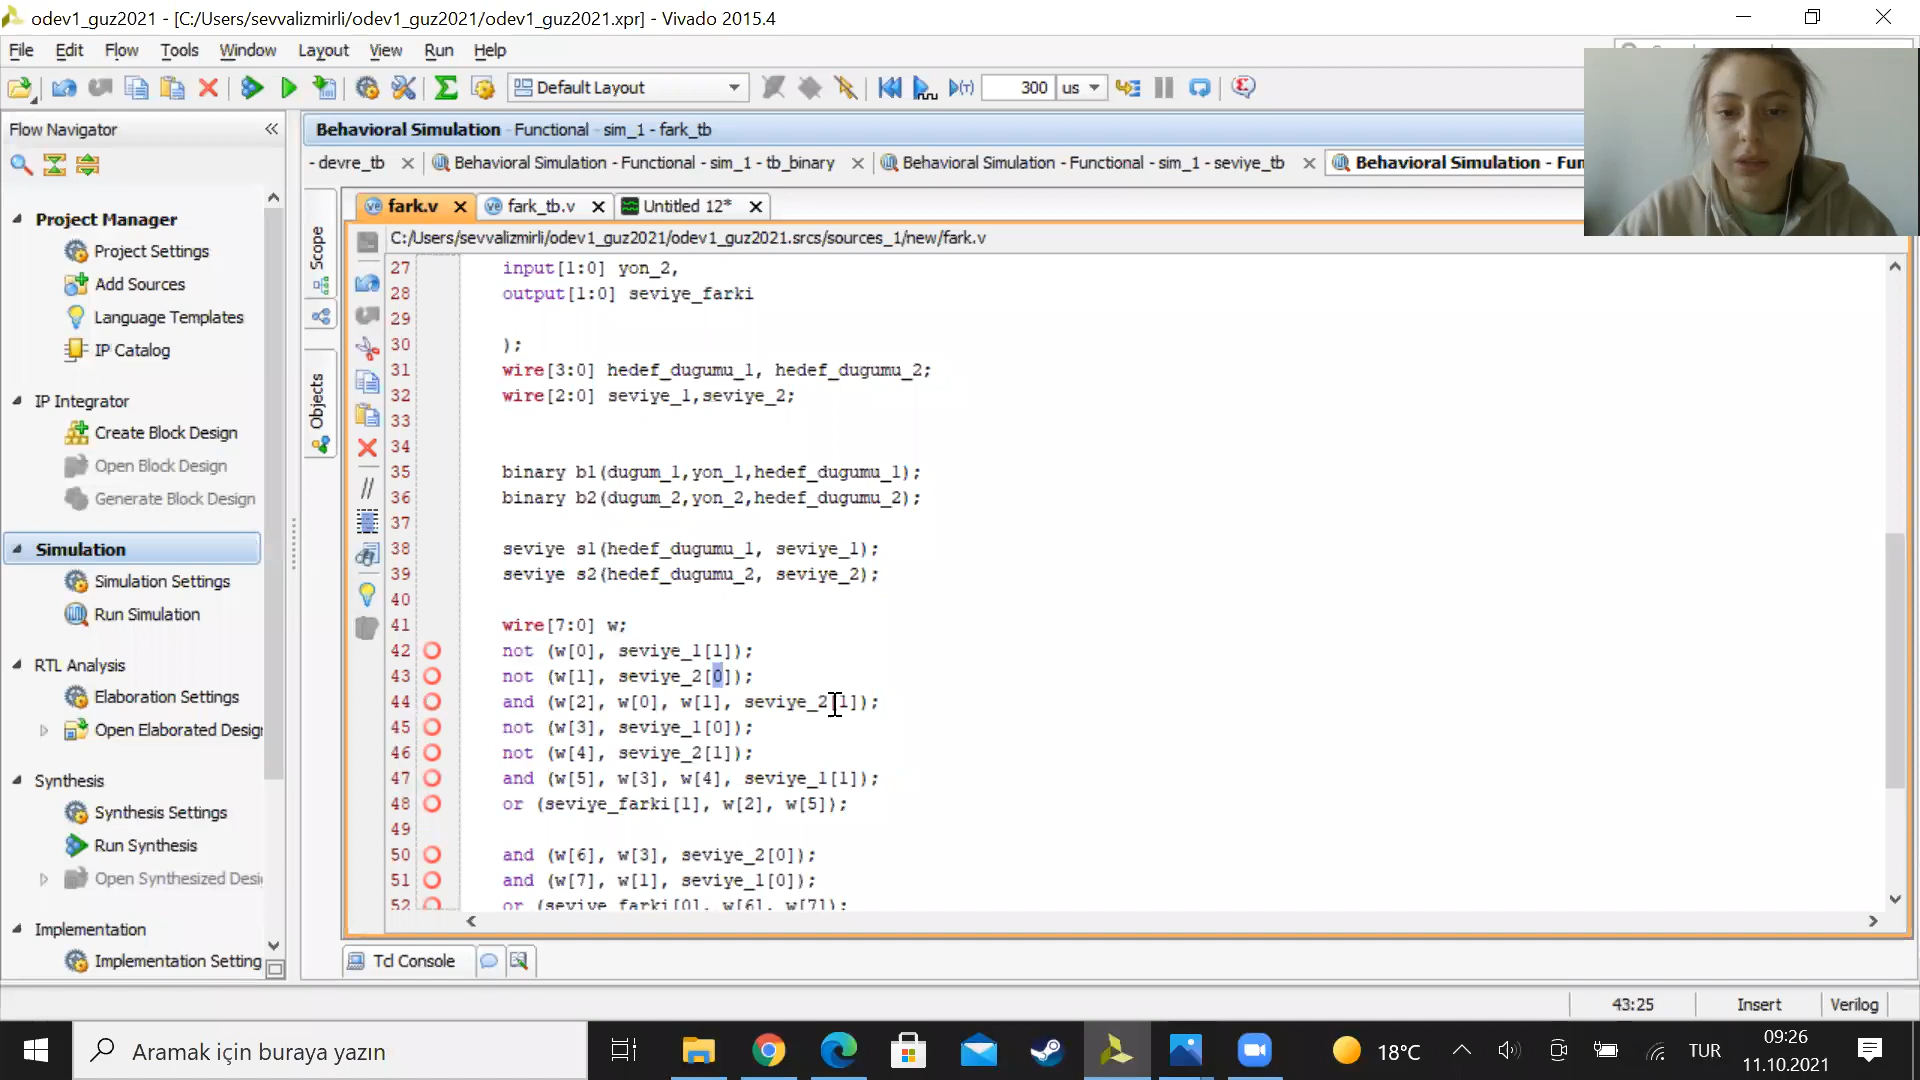 odev1_guz2021 - [C:/Users/sevvalizmirli/odev1_guz2021/odev1_guz2021.xpr] - Vivado 2015.4
File Edit Flow Tools Window Layout View Run Help
Default Layout
300 us
Flow Navigator
Behavioral Simulation - Functional - sim_1 - fark_tb
- devre_tb
Behavioral Simulation - Functional - sim_1 - tb_binary
Behavioral Simulation - Functional - sim_1 - seviye_tb
Behavioral Simulation - Fun
fark.v
fark_tb.v
Untitled 12*
C:/Users/sevvalizmirli/odev1_guz2021/odev1_guz2021.srcs/sources_1/new/fark.v
Scope
Objects
Project Manager
Project Settings
Add Sources
Language Templates
IP Catalog
IP Integrator
Create Block Design
Open Block Design
Generate Block Design
Simulation
Simulation Settings
Run Simulation
RTL Analysis
Elaboration Settings
Open Elaborated Desig
Synthesis
Synthesis Settings
Run Synthesis
Open Synthesized Desi
Implementation
Implementation Setting
27 input[1:0] yon_2,
28 output[1:0] seviye_farki
29
30 );
31 wire[3:0] hedef_dugumu_1, hedef_dugumu_2;
32 wire[2:0] seviye_1,seviye_2;
33
34
35 binary b1(dugum_1,yon_1,hedef_dugumu_1);
36 binary b2(dugum_2,yon_2,hedef_dugumu_2);
37
38 seviye s1(hedef_dugumu_1, seviye_1);
39 seviye s2(hedef_dugumu_2, seviye_2);
40
41 wire[7:0] w;
42 not (w[0], seviye_1[1]);
43 not (w[1], seviye_2[0]);
44 and (w[2], w[0], w[1], seviye_2[1]);
45 not (w[3], seviye_1[0]);
46 not (w[4], seviye_2[1]);
47 and (w[5], w[3], w[4], seviye_1[1]);
48 or (seviye_farki[1], w[2], w[5]);
49
50 and (w[6], w[3], seviye_2[0]);
51 and (w[7], w[1], seviye_1[0]);
52 or (seviye_farki[0], w[6], w[7]);
Tcl Console
43:25 Insert Verilog
Aramak için buraya yazın
18°C
TUR
09:26
11.10.2021